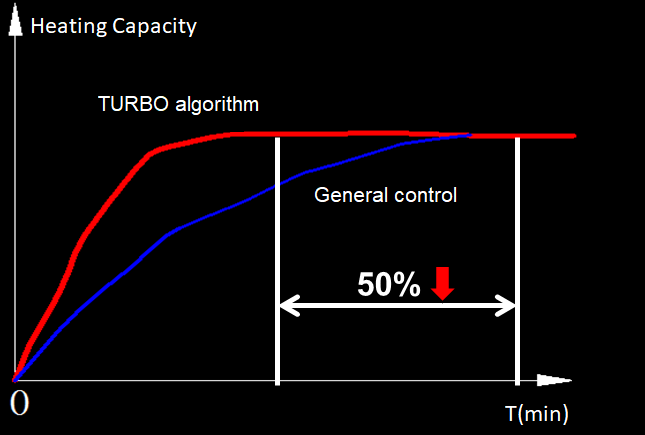 Heating Capacity
TURBO algorithm
General control
50%
0
T(min)